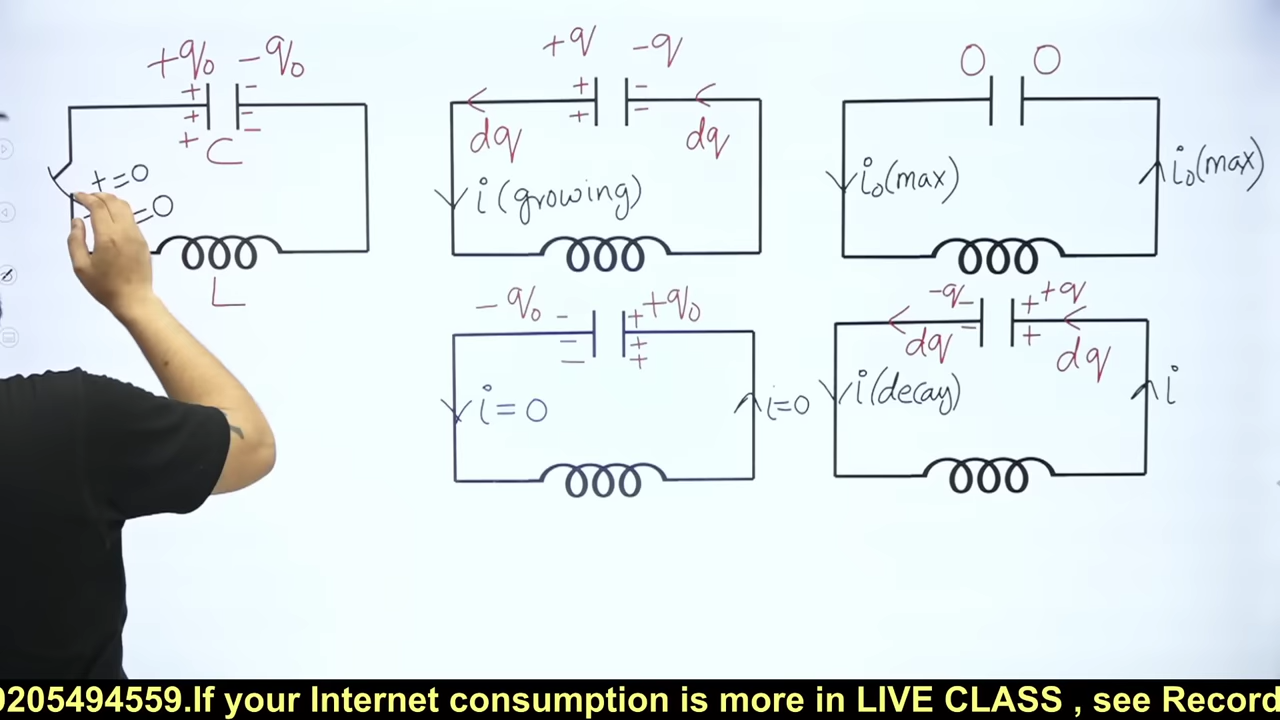 +q₀ -q₀
+ -
+ =
+ C -
t=0
=0
L
+q -q
+ -
+ =
dq dq
i (growing)
0 0
i₀(max) i₀(max)
-q₀ +q₀
- +
= +
- +
i=0 i=0
-q +q
- +
- +
dq dq
i (decay) i
9205494559.If your Internet consumption is more in LIVE CLASS , see Record